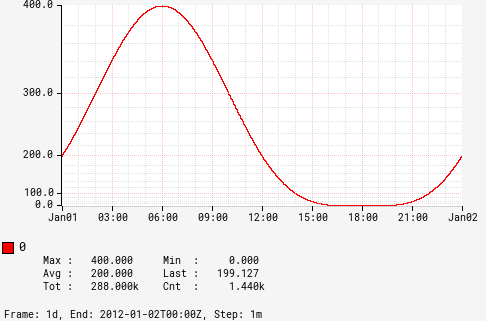 400.0
300.0
200.0
100.0
0.0
Jan01 03:00 06:00 09:00 12:00 15:00 18:00 21:00 Jan02
0
Max : 400.000 Min : 0.000
Avg : 200.000 Last : 199.127
Tot : 288.000k Cnt : 1.440k
Frame: 1d, End: 2012-01-02T00:00Z, Step: 1m